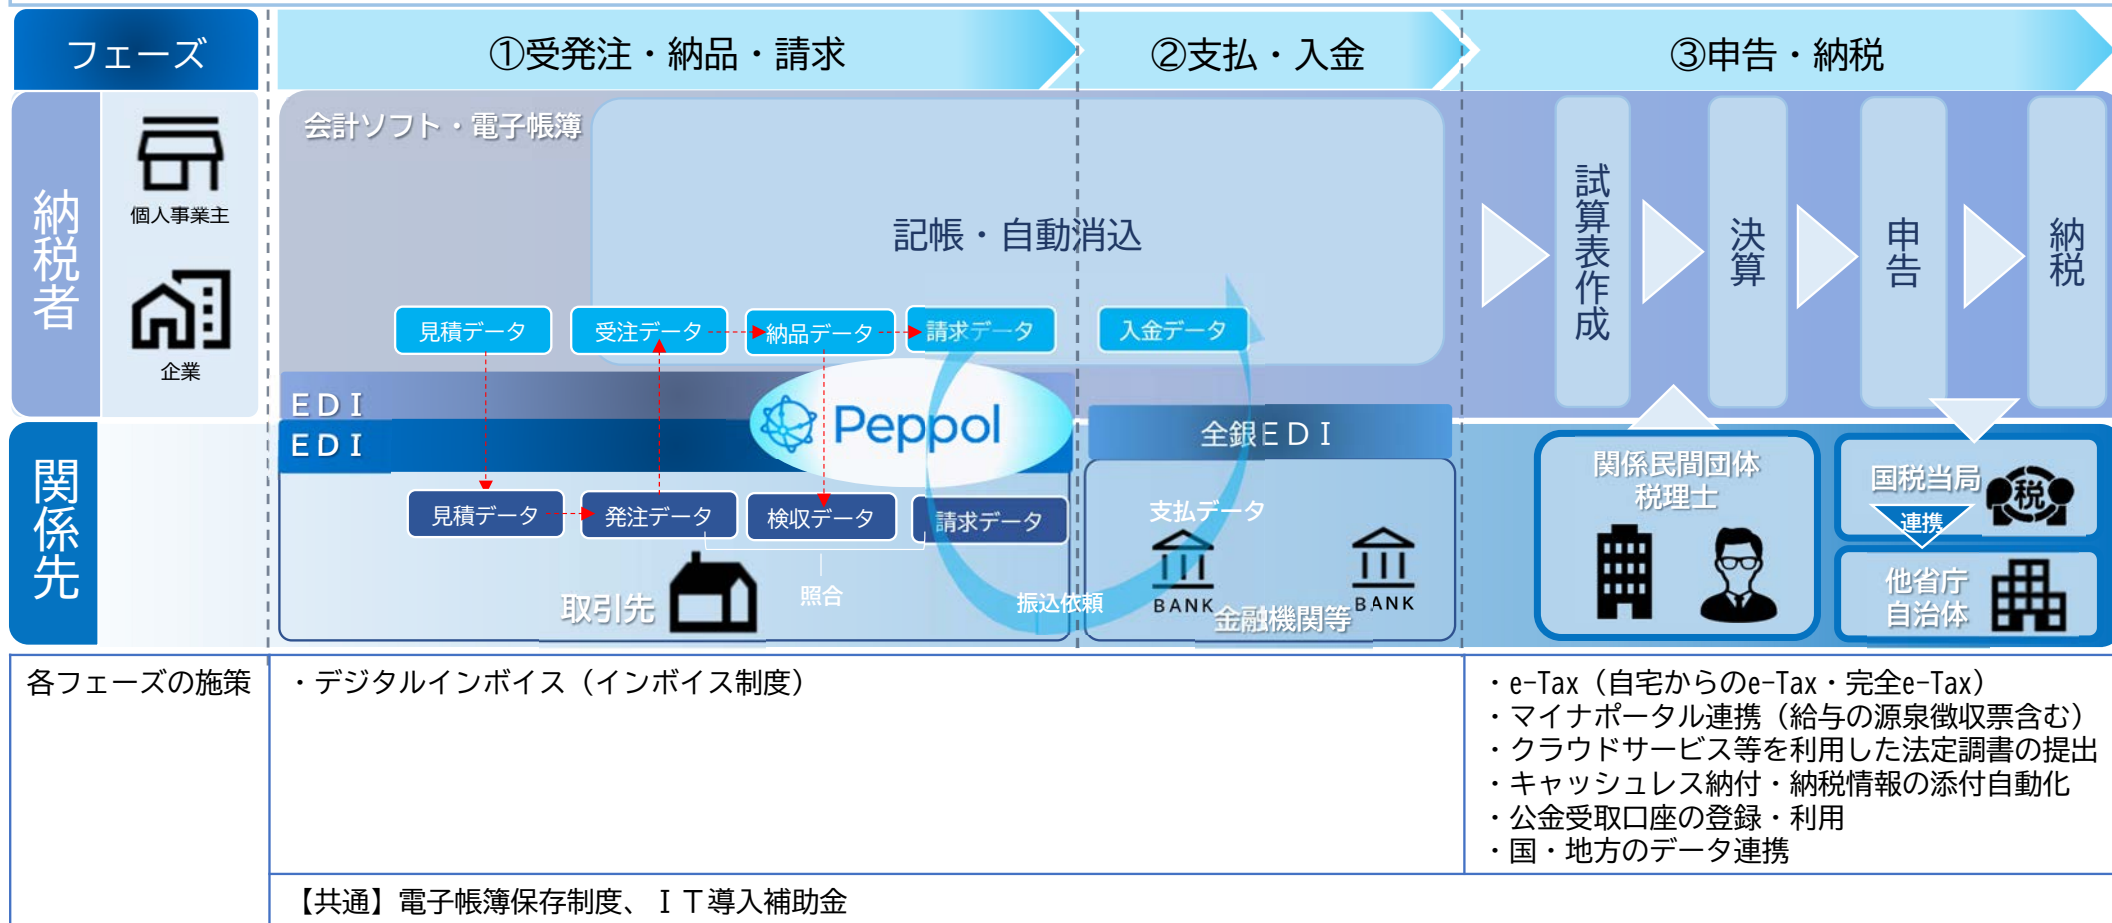 フェーズ
①受発注・納品・請求
②支払・入金
③申告・納税
納税者
個人事業主
企業
会計ソフト・電子帳簿
記帳・自動消込
見積データ
受注データ
納品データ
請求データ
入金データ
試算表作成
決算
申告
納税
ＥＤＩ
ＥＤＩ
Peppol
全銀ＥＤＩ
関係先
見積データ
発注データ
検収データ
請求データ
照合
取引先
振込依頼
支払データ
BANK
BANK
金融機関等
関係民間団体
税理士
国税当局
税
連携
他省庁
自治体
各フェーズの施策
・デジタルインボイス（インボイス制度）
・e-Tax（自宅からのe-Tax・完全e-Tax）
・マイナポータル連携（給与の源泉徴収票含む）
・クラウドサービス等を利用した法定調書の提出
・キャッシュレス納付・納税情報の添付自動化
・公金受取口座の登録・利用
・国・地方のデータ連携
【共通】電子帳簿保存制度、ＩＴ導入補助金